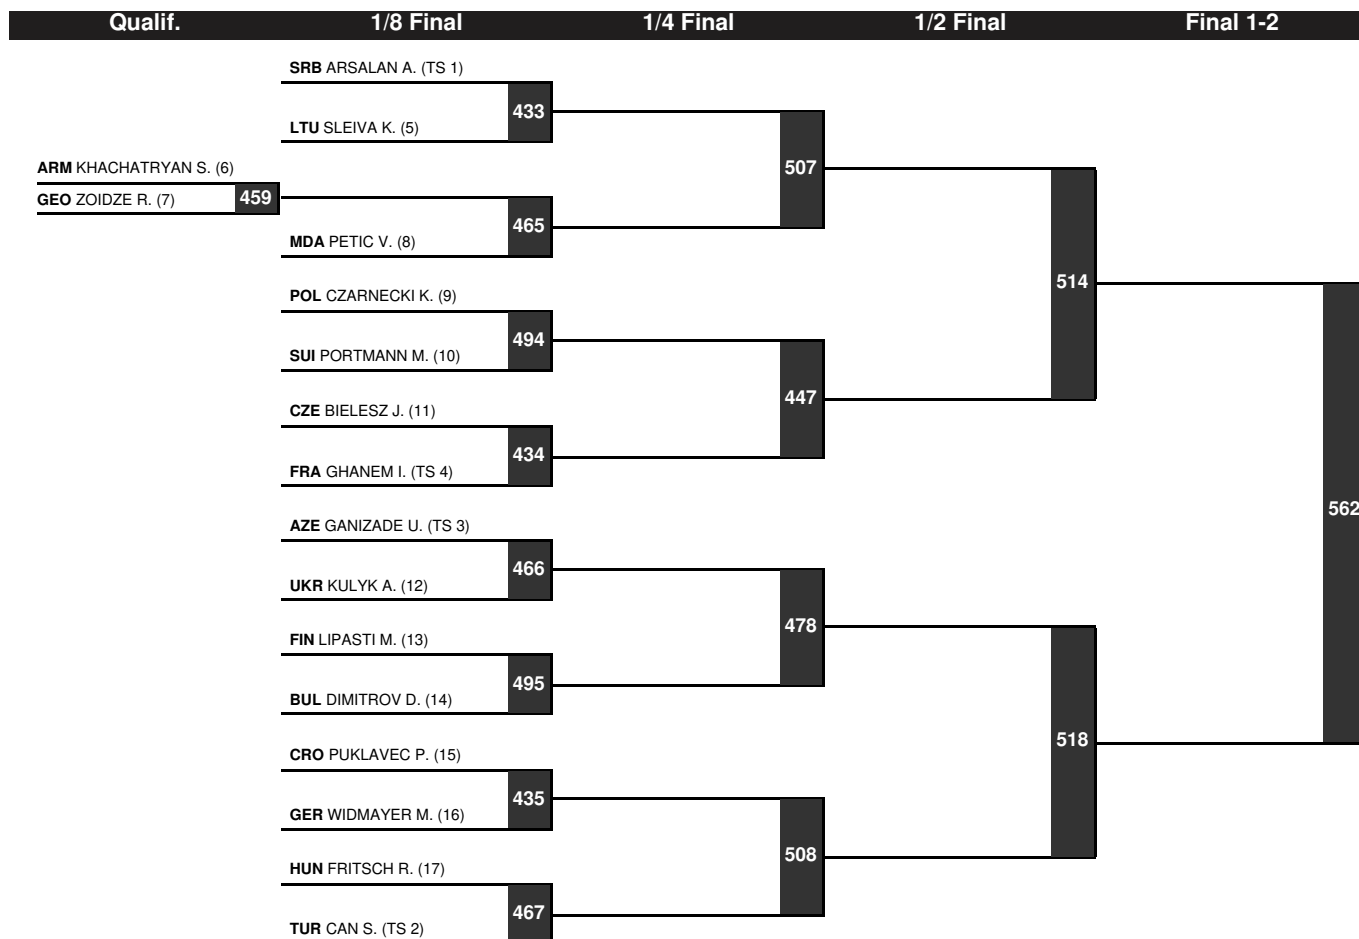 Qualif. 1/8 Final 1/4 Final 1/2 Final Final 1-2
SRB ARSALAN A. (TS 1)
433
LTU SLEIVA K. (5)
ARM KHACHATRYAN S. (6)
507
GEO ZOIDZE R. (7) 459
465
MDA PETIC V. (8)
514
POL CZARNECKI K. (9)
494
SUI PORTMANN M. (10)
447
CZE BIELESZ J. (11)
434
FRA GHANEM I. (TS 4)
562
AZE GANIZADE U. (TS 3)
466
UKR KULYK A. (12)
478
FIN LIPASTI M. (13)
495
BUL DIMITROV D. (14)
518
CRO PUKLAVEC P. (15)
435
GER WIDMAYER M. (16)
508
HUN FRITSCH R. (17)
467
TUR CAN S. (TS 2)